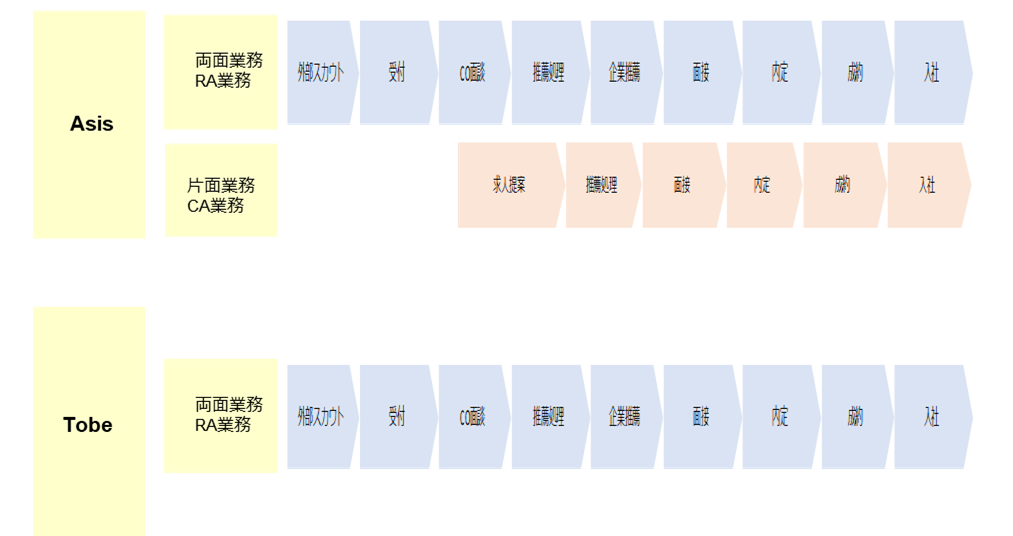 Asis
両面業務
RA業務
外部スカウト
受付
CO面談
推薦処理
企業推薦
面接
内定
成約
入社
片面業務
CA業務
求人提案
推薦処理
面接
内定
成約
入社
Tobe
両面業務
RA業務
外部スカウト
受付
CO面談
推薦処理
企業推薦
面接
内定
成約
入社